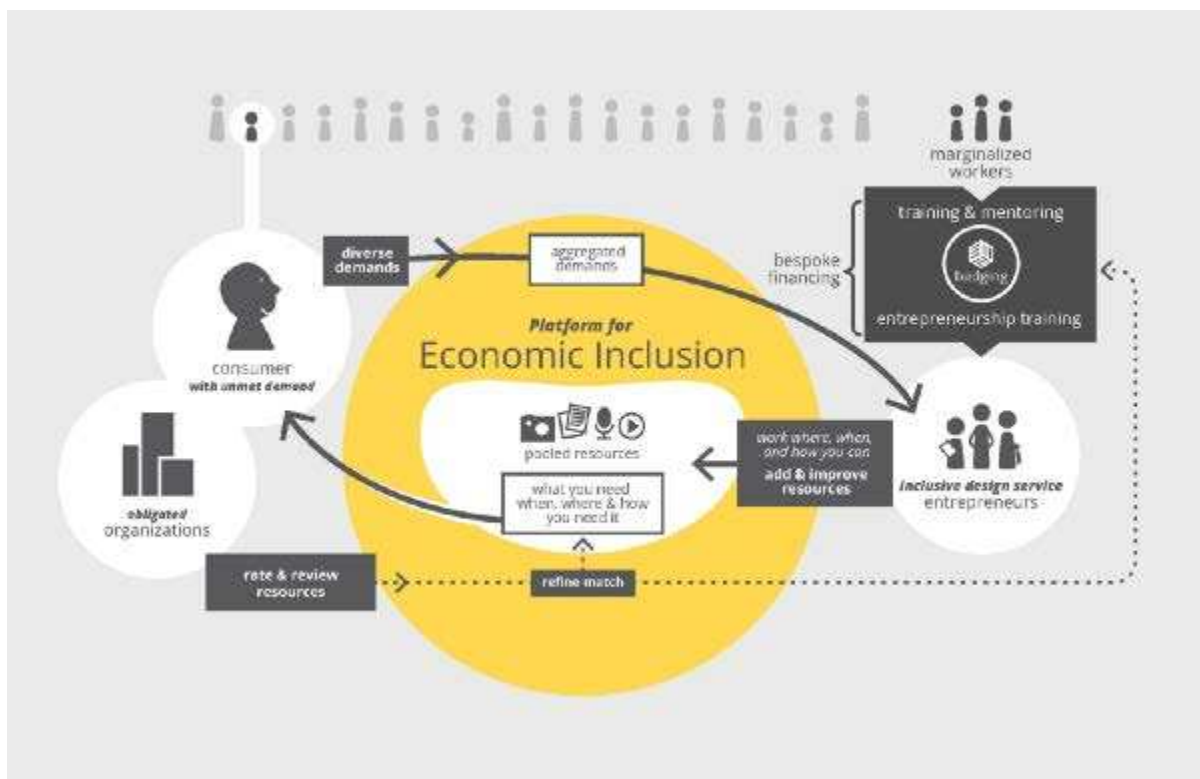 marginalized
workers
training & mentoring
badging
entrepreneurship training
bespoke
financing
diverse
demands
aggregated
demands
Platform for
Economic Inclusion
consumer
with unmet demand
pooled resources
what you need
when, where & how
you need it
work where, when,
and how you can
add & improve
resources
inclusive design service
entrepreneurs
obligated
organizations
rate & review
resources
refine match